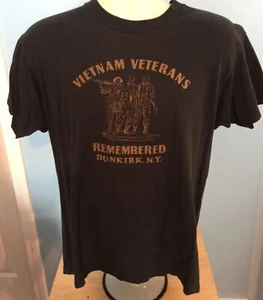 VIETNAM VETERANS
REMEMBERED
DUNKIRK, N.Y.